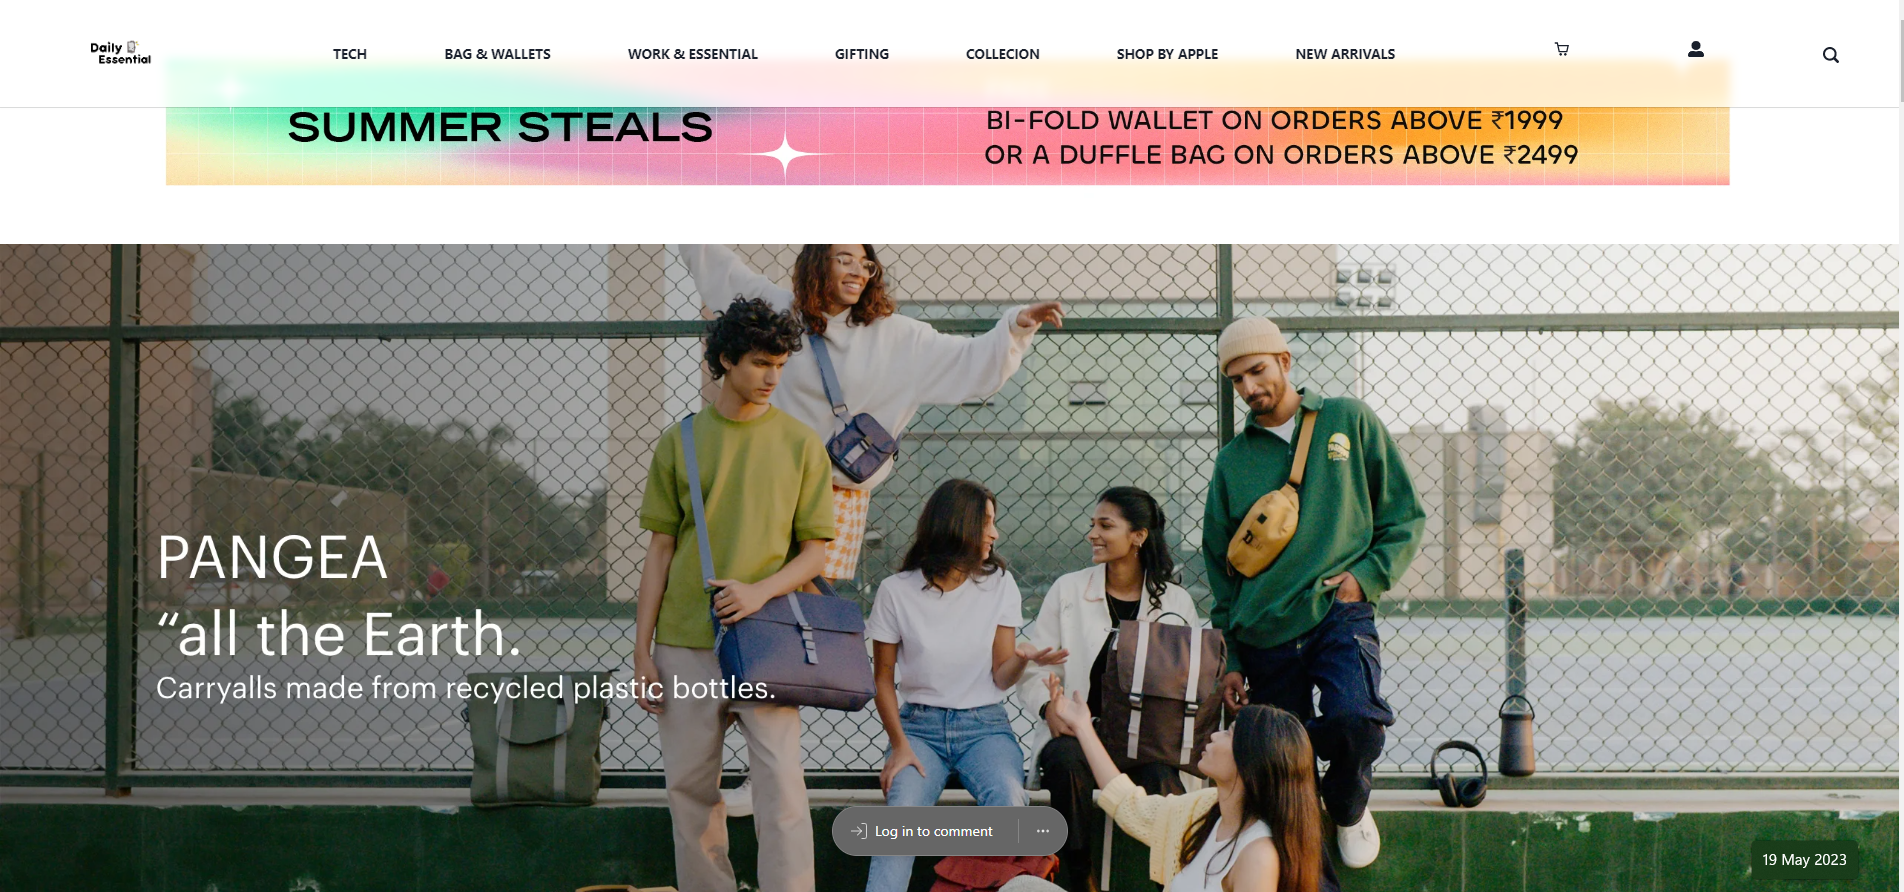 Daily
Essential
TECH
BAG & WALLETS
WORK & ESSENTIAL
GIFTING
COLLECION
SHOP BY APPLE
NEW ARRIVALS
SUMMER STEALS
BI-FOLD WALLET ON ORDERS ABOVE ₹1999
OR A DUFFLE BAG ON ORDERS ABOVE ₹2499
PANGEA
“all the Earth.
Carryalls made from recycled plastic bottles.
Log in to comment
19 May 2023